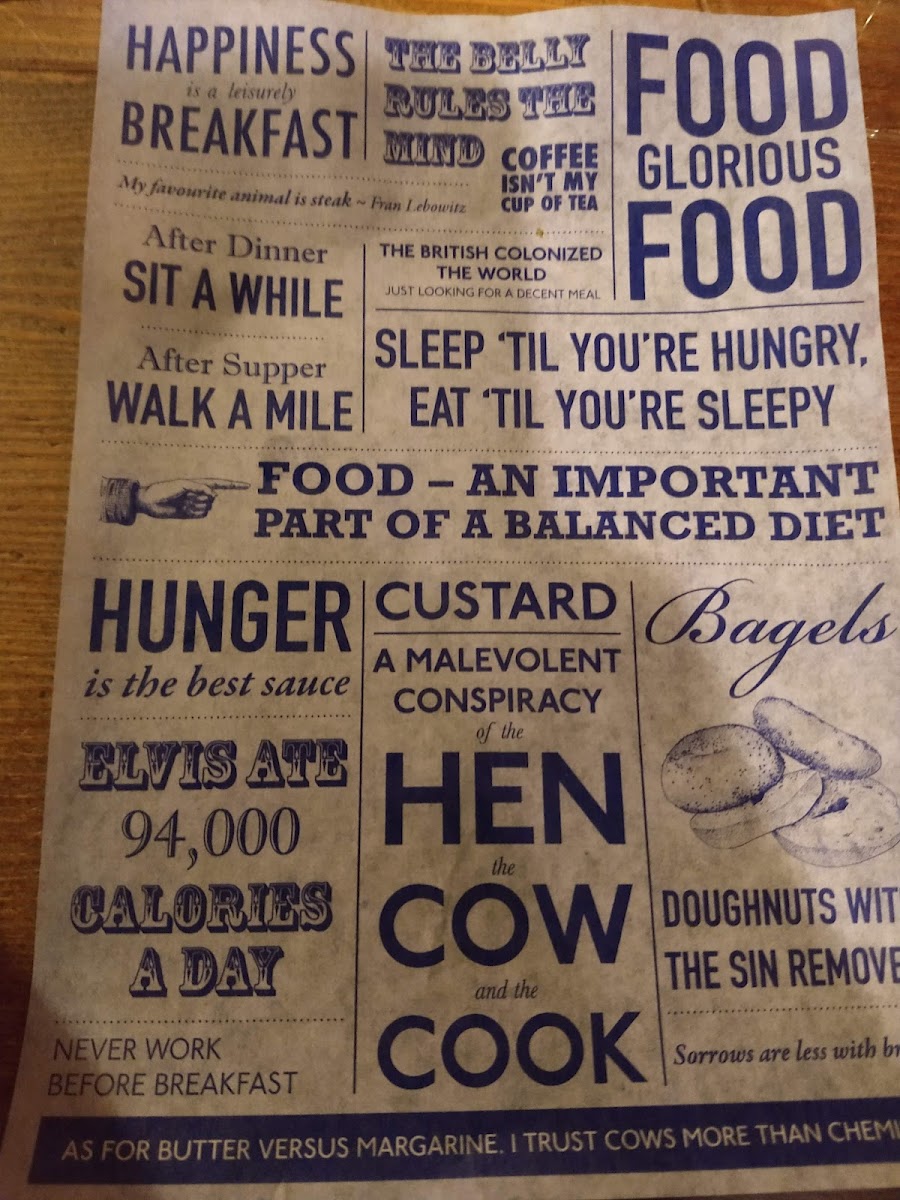 HAPPINESS
is a leisurely
BREAKFAST
THE BELLY
RULES THE
MIND
COFFEE
ISN'T MY
CUP OF TEA
FOOD
GLORIOUS
FOOD
My favourite animal is steak ~ Fran Lebowitz
After Dinner
SIT A WHILE
After Supper
WALK A MILE
THE BRITISH COLONIZED
THE WORLD
JUST LOOKING FOR A DECENT MEAL
SLEEP 'TIL YOU'RE HUNGRY,
EAT 'TIL YOU'RE SLEEPY
FOOD – AN IMPORTANT
PART OF A BALANCED DIET
HUNGER
is the best sauce
ELVIS ATE
94,000
CALORIES
A DAY
NEVER WORK
BEFORE BREAKFAST
CUSTARD
A MALEVOLENT
CONSPIRACY
of the
HEN
the
COW
and the
COOK
Bagels
DOUGHNUTS WIT
THE SIN REMOVE
Sorrows are less with br
AS FOR BUTTER VERSUS MARGARINE. I TRUST COWS MORE THAN CHEMI